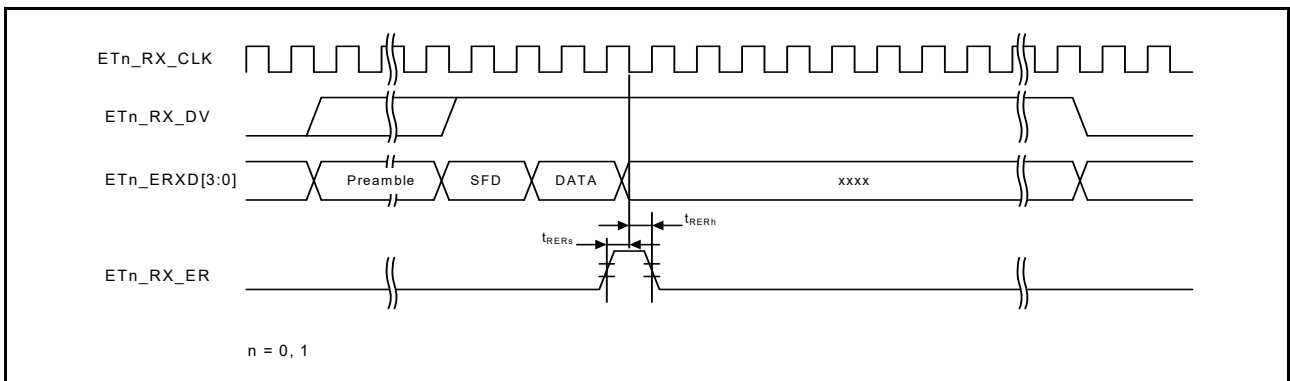 ETn_RX_CLK
ETn_RX_DV
ETn_ERXD[3:0] Preamble SFD DATA xxxx
tRERh
tRERs
ETn_RX_ER
n = 0, 1